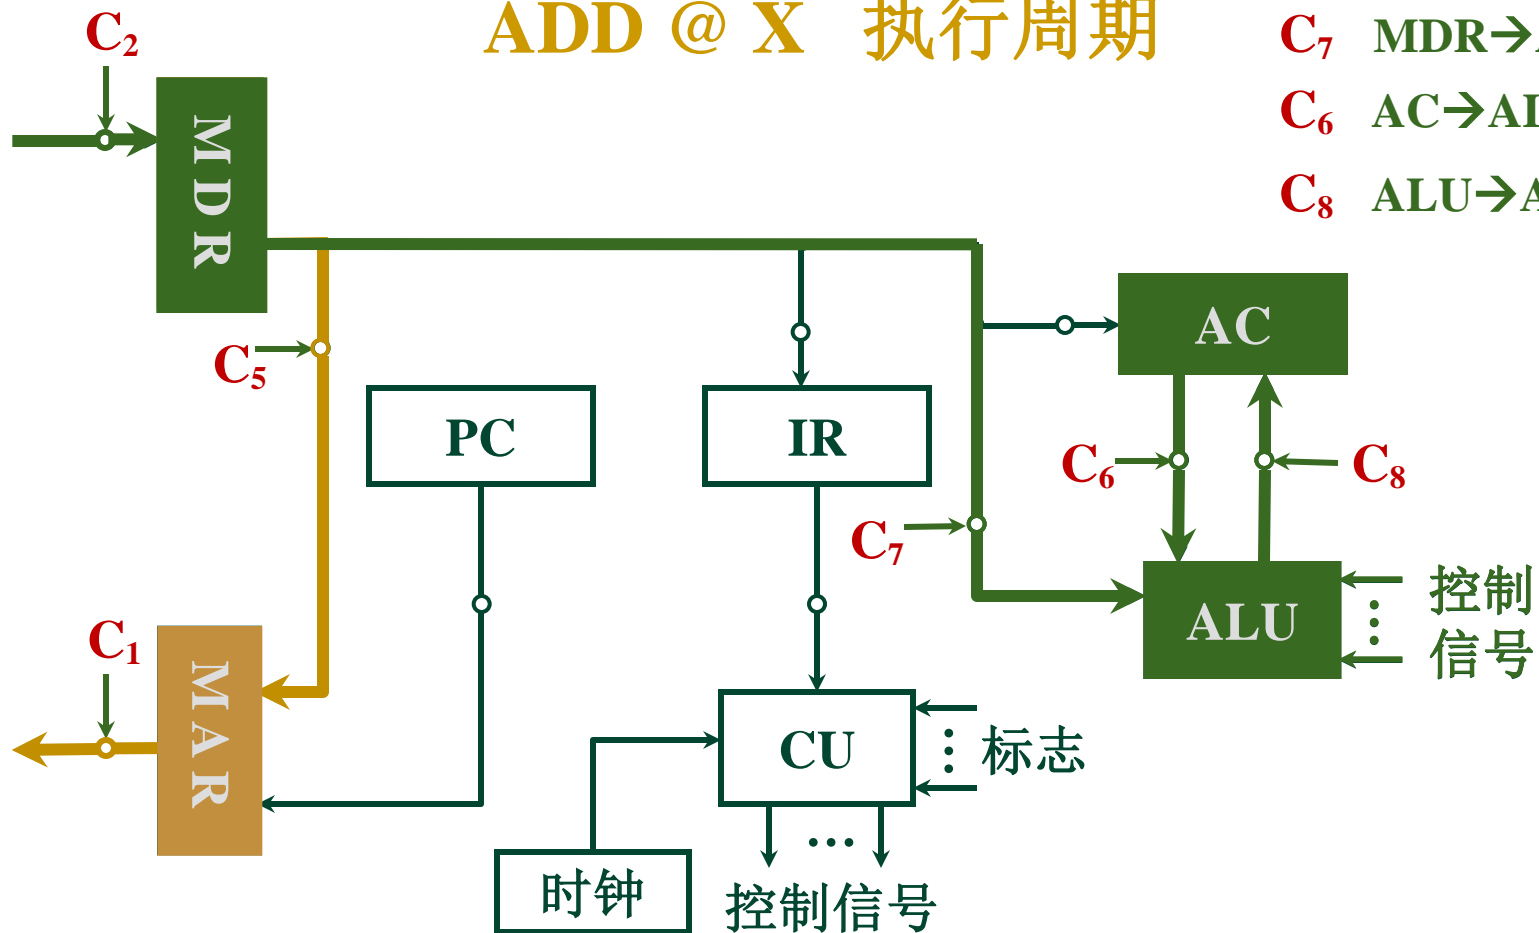 ADD @ X 执行周期
C2
C7 MDR→
C6 AC→AL
C8 ALU→A
MDR
AC
C5
PC
IR
C6
C8
C7
控制
信号
ALU
C1
MAR
CU
标志
时钟
控制信号